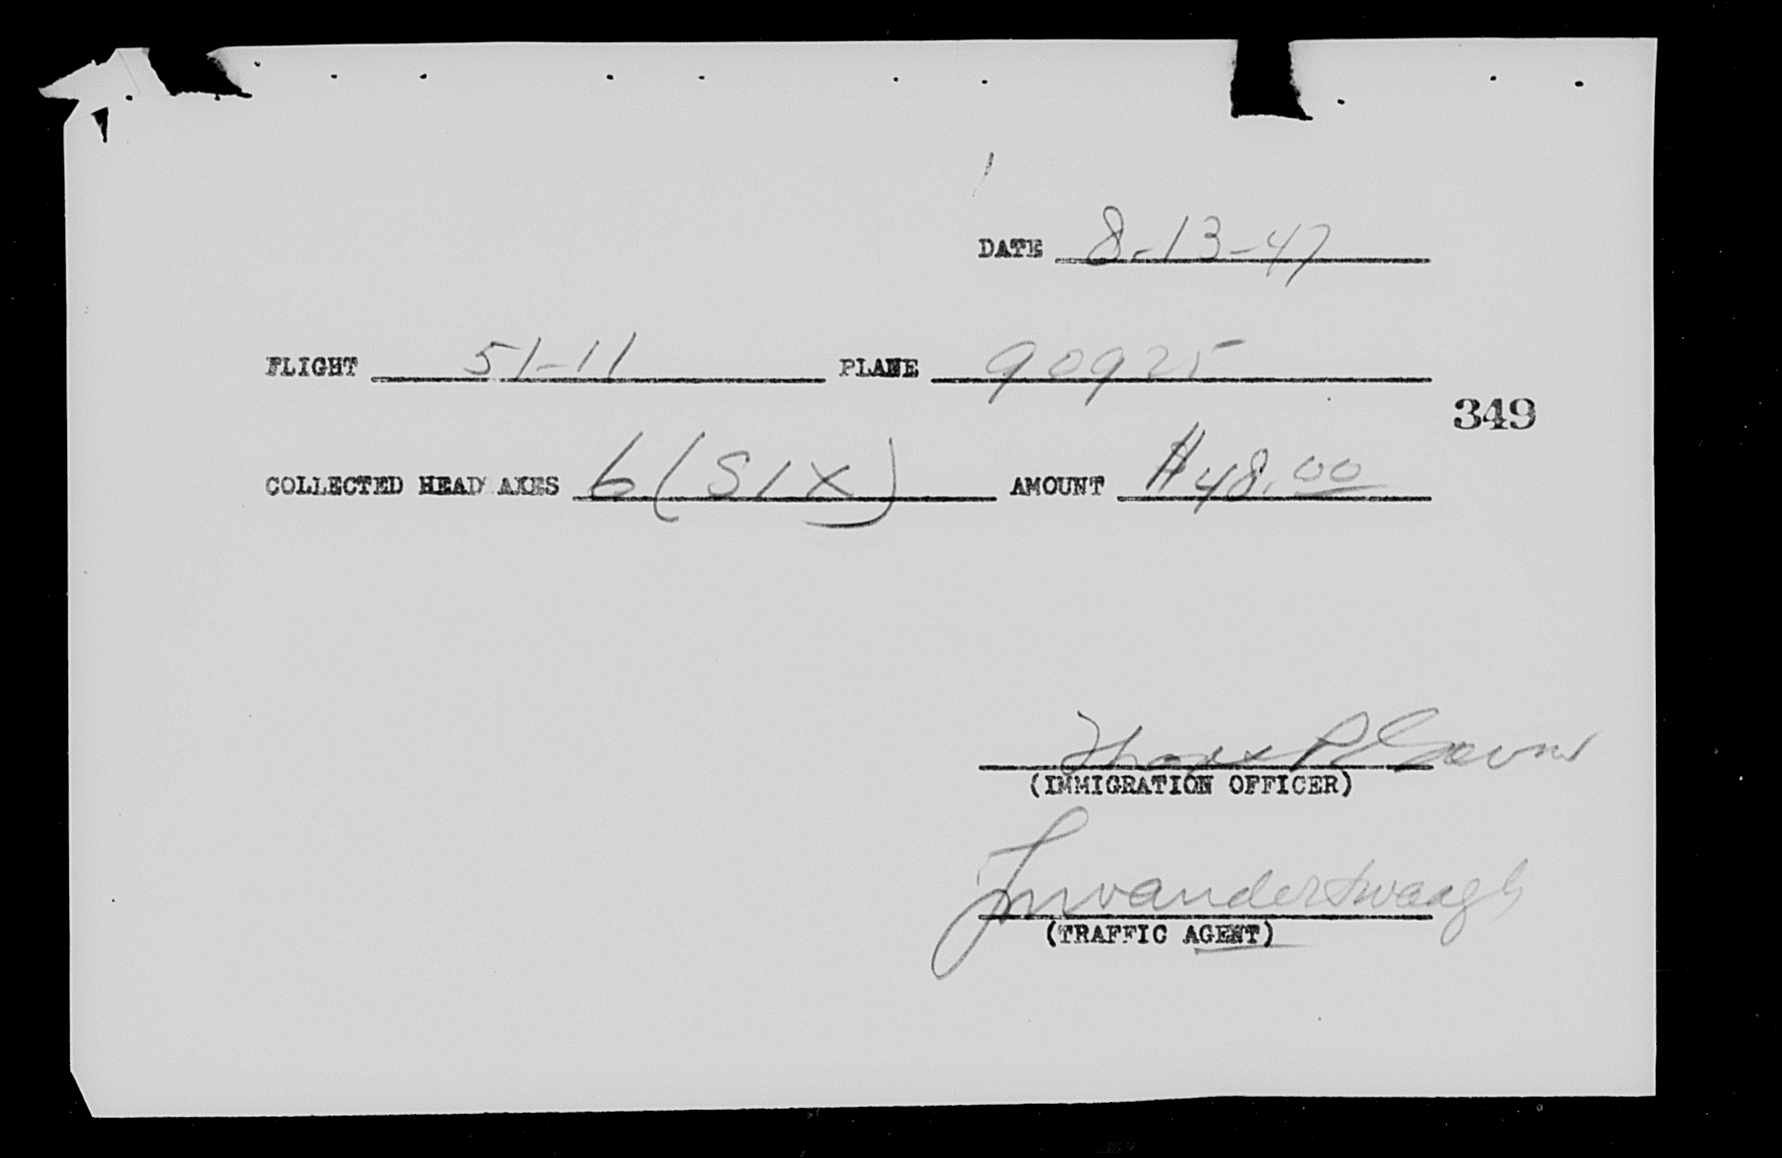 DATE 8-13-47
FLIGHT 51-11 PLANE 90925
349
COLLECTED HEAD AXES 6 (SIX) AMOUNT $48.00
(IMMIGRATION OFFICER)
(TRAFFIC AGENT)